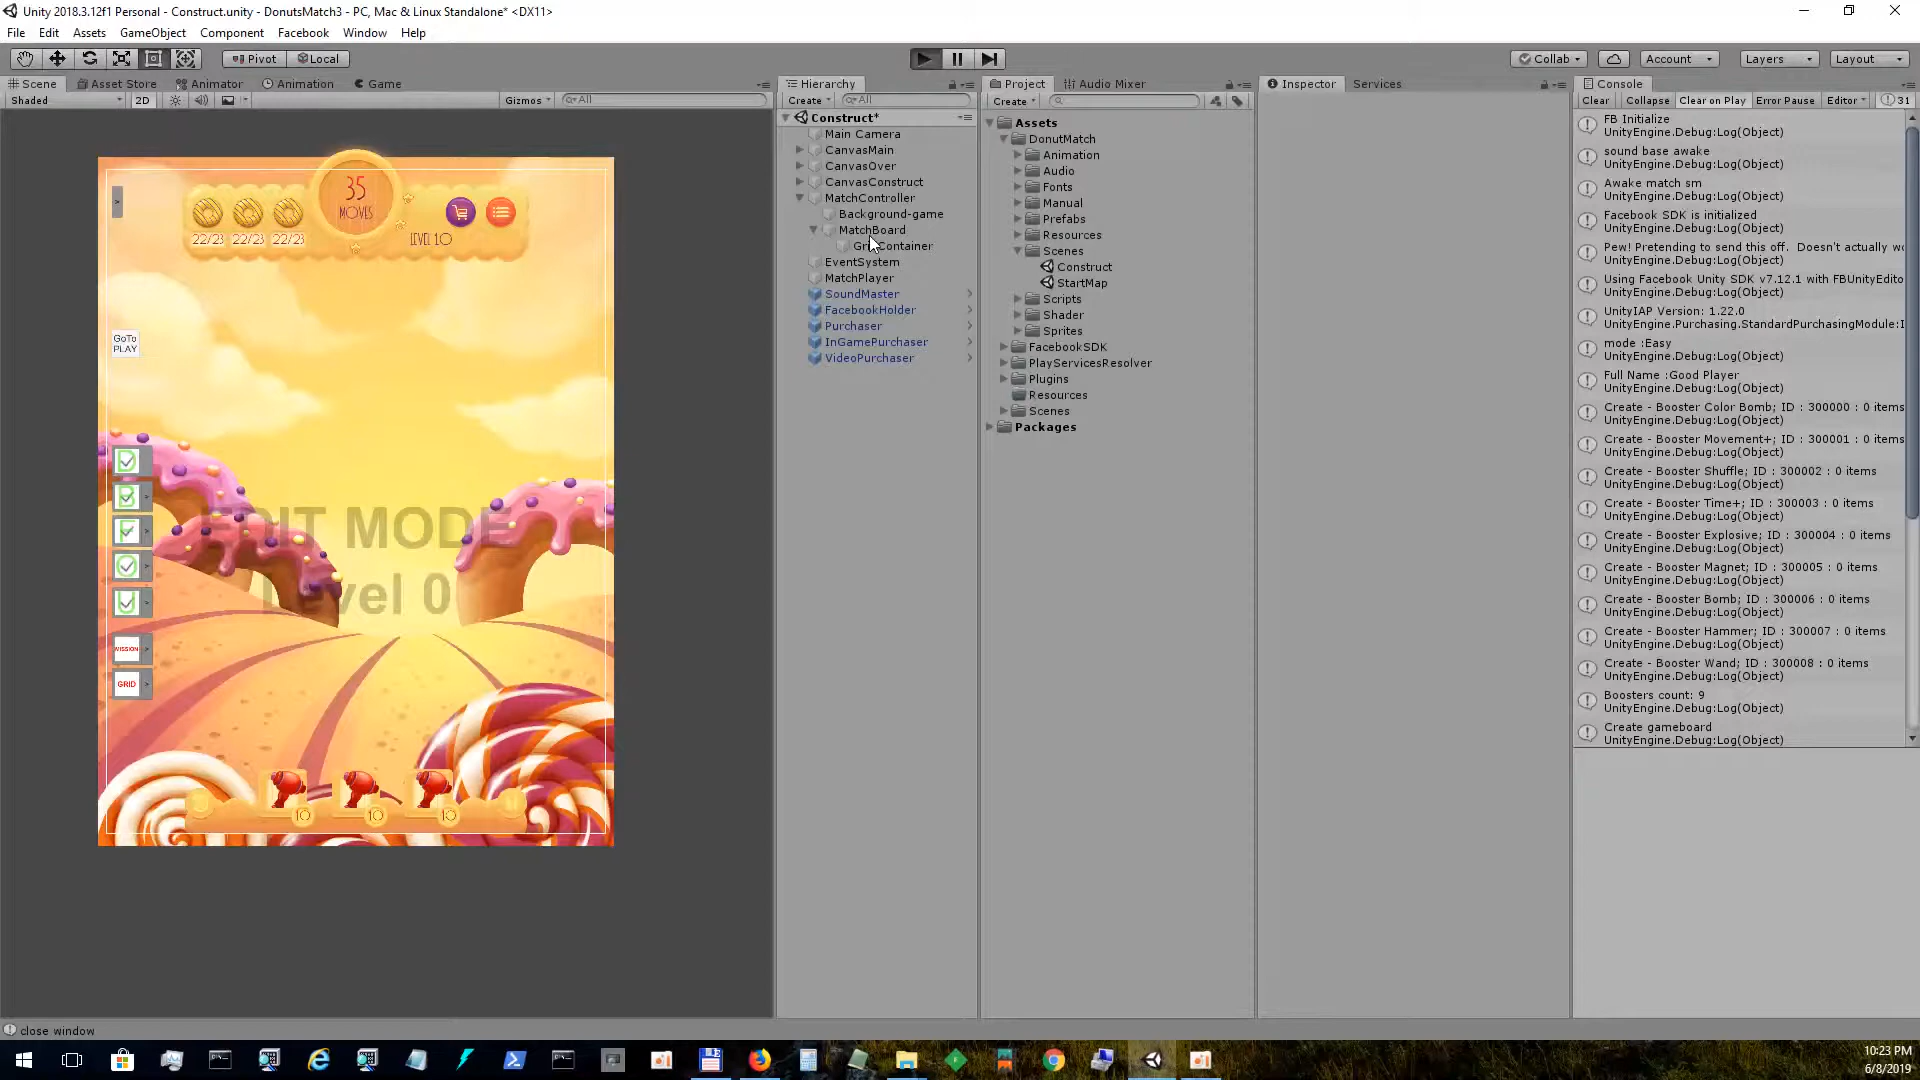 Unity 2018.3.12f1 Personal - Construct.unity - DonutsMatch3 - PC, Mac & Linux Standalone* <DX11>
File Edit Assets GameObject Component Facebook Window Help
Pivot Local Collab Account Layers Layout
Scene Asset Store Animator Animation Game
Shaded 2D Gizmos All
35
MOVES
22/23 22/23 22/23
LEVEL 10
>
GoTo
PLAY
D
B >
F >
O >
U >
EDIT MODE
Level 0
MISSION >
GRID >
10 10 10
Hierarchy
Create All
Construct*
Main Camera
CanvasMain
CanvasOver
CanvasConstruct
MatchController
Background-game
MatchBoard
EventSystem
MatchPlayer
SoundMaster
FacebookHolder
Purchaser
InGamePurchaser
VideoPurchaser
Project Audio Mixer
Create
Assets
DonutMatch
Animation
Audio
Fonts
Manual
Prefabs
Resources
Scenes
Construct
StartMap
Scripts
Shader
Sprites
FacebookSDK
PlayServicesResolver
Plugins
Resources
Scenes
Packages
Inspector Services
Console
Clear Collapse Clear on Play Error Pause Editor 31
FB Initialize
UnityEngine.Debug:Log(Object)
sound base awake
UnityEngine.Debug:Log(Object)
Awake match sm
UnityEngine.Debug:Log(Object)
Facebook SDK is initialized
UnityEngine.Debug:Log(Object)
Pew! Pretending to send this off. Doesn't actually wo
UnityEngine.Debug:Log(Object)
Using Facebook Unity SDK v7.12.1 with FBUnityEdito
UnityEngine.Debug:Log(Object)
UnityIAP Version: 1.22.0
UnityEngine.Purchasing.StandardPurchasingModule:I
mode :Easy
UnityEngine.Debug:Log(Object)
Full Name :Good Player
UnityEngine.Debug:Log(Object)
Create - Booster Color Bomb; ID : 300000 : 0 items
UnityEngine.Debug:Log(Object)
Create - Booster Movement+; ID : 300001 : 0 items
UnityEngine.Debug:Log(Object)
Create - Booster Shuffle; ID : 300002 : 0 items
UnityEngine.Debug:Log(Object)
Create - Booster Time+; ID : 300003 : 0 items
UnityEngine.Debug:Log(Object)
Create - Booster Explosive; ID : 300004 : 0 items
UnityEngine.Debug:Log(Object)
Create - Booster Magnet; ID : 300005 : 0 items
UnityEngine.Debug:Log(Object)
Create - Booster Bomb; ID : 300006 : 0 items
UnityEngine.Debug:Log(Object)
Create - Booster Hammer; ID : 300007 : 0 items
UnityEngine.Debug:Log(Object)
Create - Booster Wand; ID : 300008 : 0 items
UnityEngine.Debug:Log(Object)
Boosters count: 9
UnityEngine.Debug:Log(Object)
Create gameboard
UnityEngine.Debug:Log(Object)
close window
10:23 PM
6/8/2019